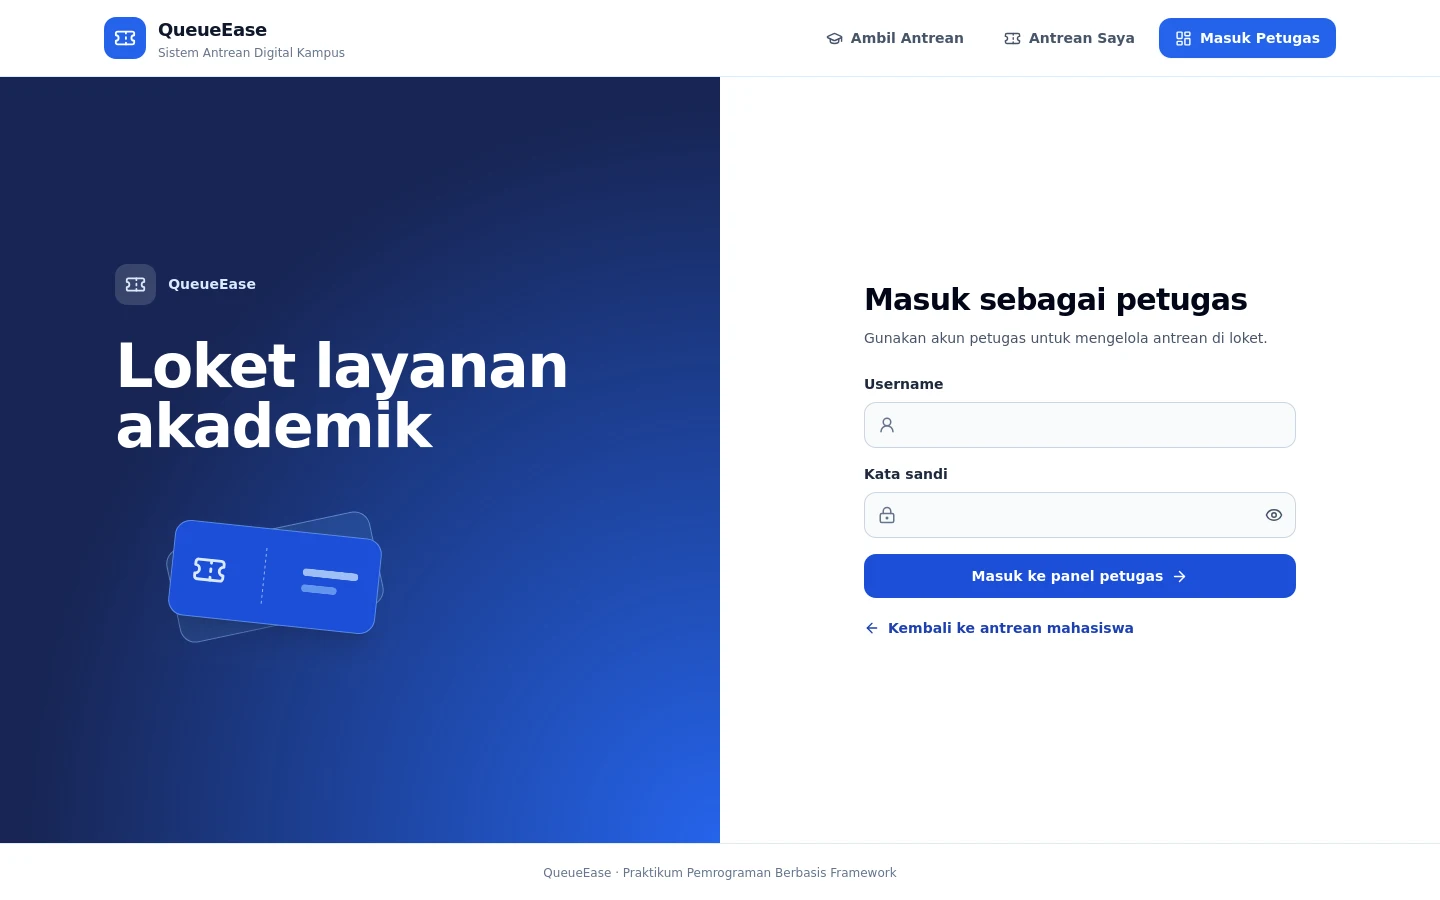 QueueEase
Sistem Antrean Digital Kampus
Ambil Antrean
Antrean Saya
Masuk Petugas
QueueEase
Loket layanan
akademik
Masuk sebagai petugas
Gunakan akun petugas untuk mengelola antrean di loket.
Username
Kata sandi
Masuk ke panel petugas
Kembali ke antrean mahasiswa
QueueEase · Praktikum Pemrograman Berbasis Framework